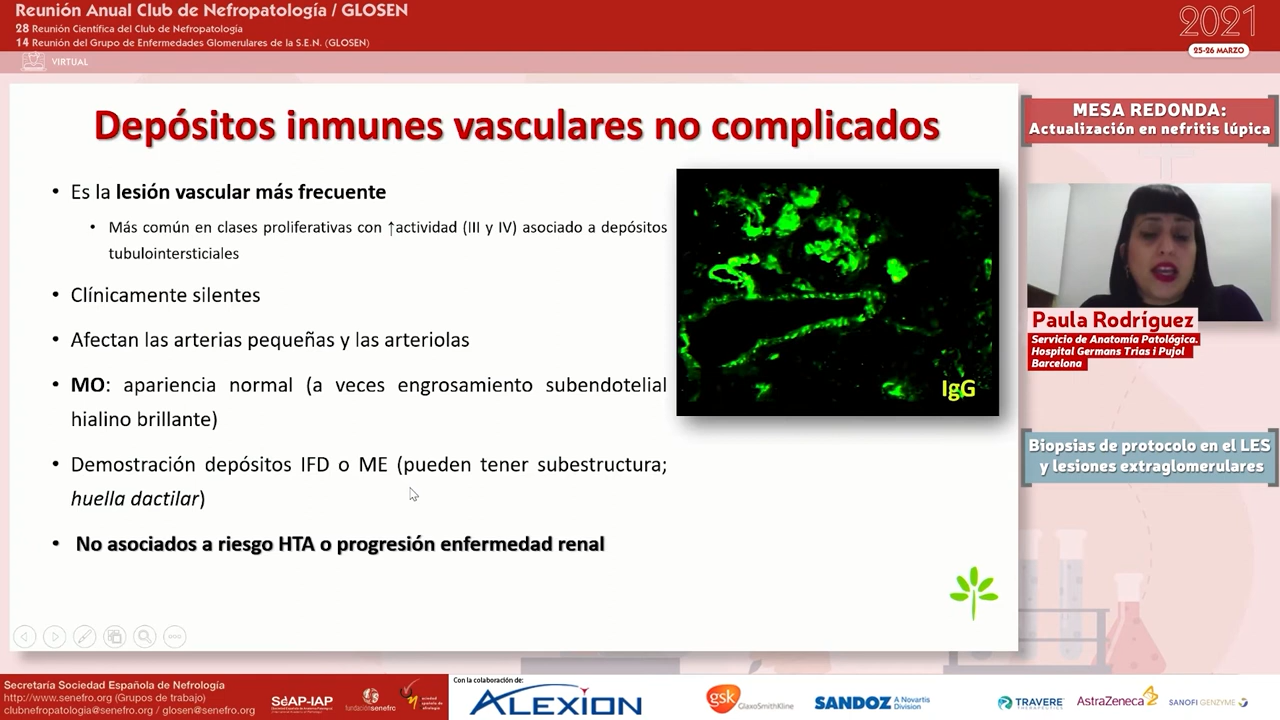 Reunión Anual Club de Nefropatología / GLOSEN
28 Reunión Científica del Club de Nefropatología
14 Reunión del Grupo de Enfermedades Glomerulares de la S.E.N. (GLOSEN)
VIRTUAL
2021
25-26 MARZO
Depósitos inmunes vasculares no complicados
• Es la lesión vascular más frecuente
• Más común en clases proliferativas con ↑actividad (III y IV) asociado a depósitos
tubulointersticiales
• Clínicamente silentes
• Afectan las arterias pequeñas y las arteriolas
• MO: apariencia normal (a veces engrosamiento subendotelial
hialino brillante)
• Demostración depósitos IFD o ME (pueden tener subestructura;
huella dactilar)
• No asociados a riesgo HTA o progresión enfermedad renal
IgG
MESA REDONDA:
Actualización en nefritis lúpica
Paula Rodríguez
Servicio de Anatomía Patológica.
Hospital Germans Trias i Pujol
Barcelona
Biopsias de protocolo en el LES
y lesiones extraglomerulares
Secretaría Sociedad Española de Nefrología
http://www.senefro.org (Grupos de trabajo)
clubnefropatologia@senefro.org / glosen@senefro.org
SEAP-IAP
fundaciónsenefro
Con la colaboración de:
ALEXION
gsk
GlaxoSmithKline
SANDOZ A Novartis
Division
TRAVERE
THERAPEUTICS
AstraZeneca
SANOFI GENZYME